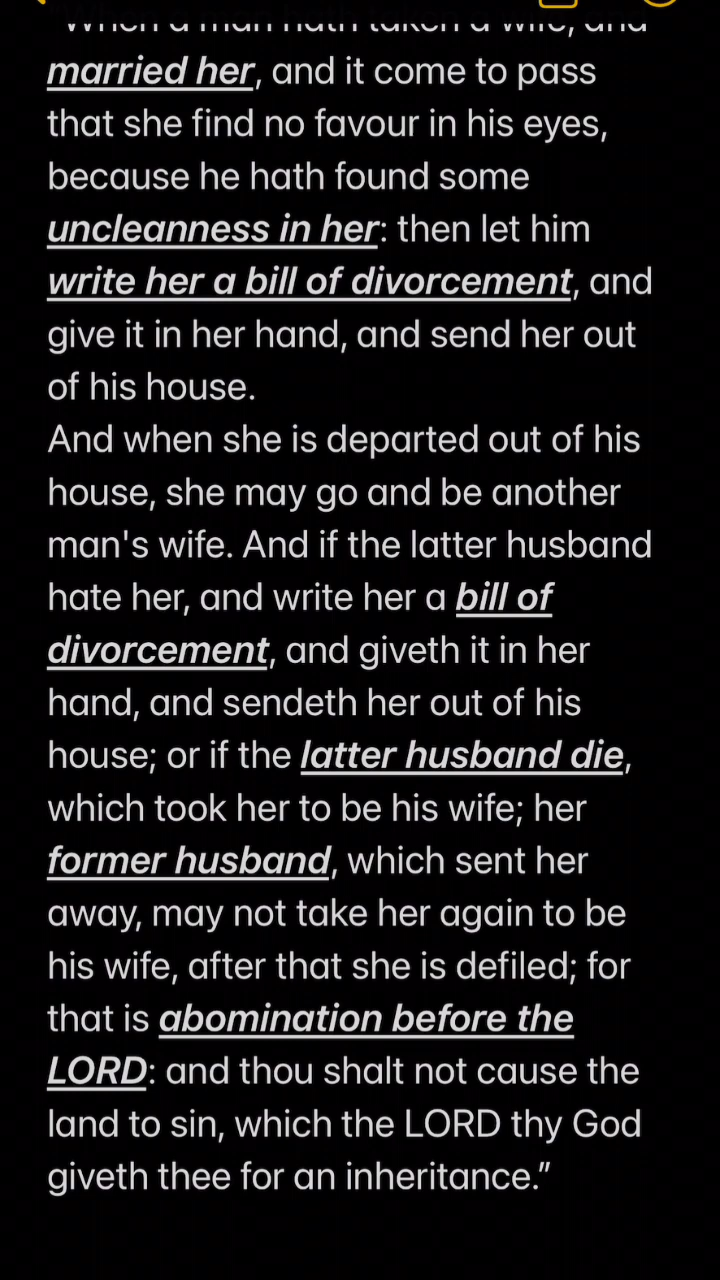 "When a man hath taken a wife, and
married her, and it come to pass
that she find no favour in his eyes,
because he hath found some
uncleanness in her: then let him
write her a bill of divorcement, and
give it in her hand, and send her out
of his house.
And when she is departed out of his
house, she may go and be another
man's wife. And if the latter husband
hate her, and write her a bill of
divorcement, and giveth it in her
hand, and sendeth her out of his
house; or if the latter husband die,
which took her to be his wife; her
former husband, which sent her
away, may not take her again to be
his wife, after that she is defiled; for
that is abomination before the
LORD: and thou shalt not cause the
land to sin, which the LORD thy God
giveth thee for an inheritance.”